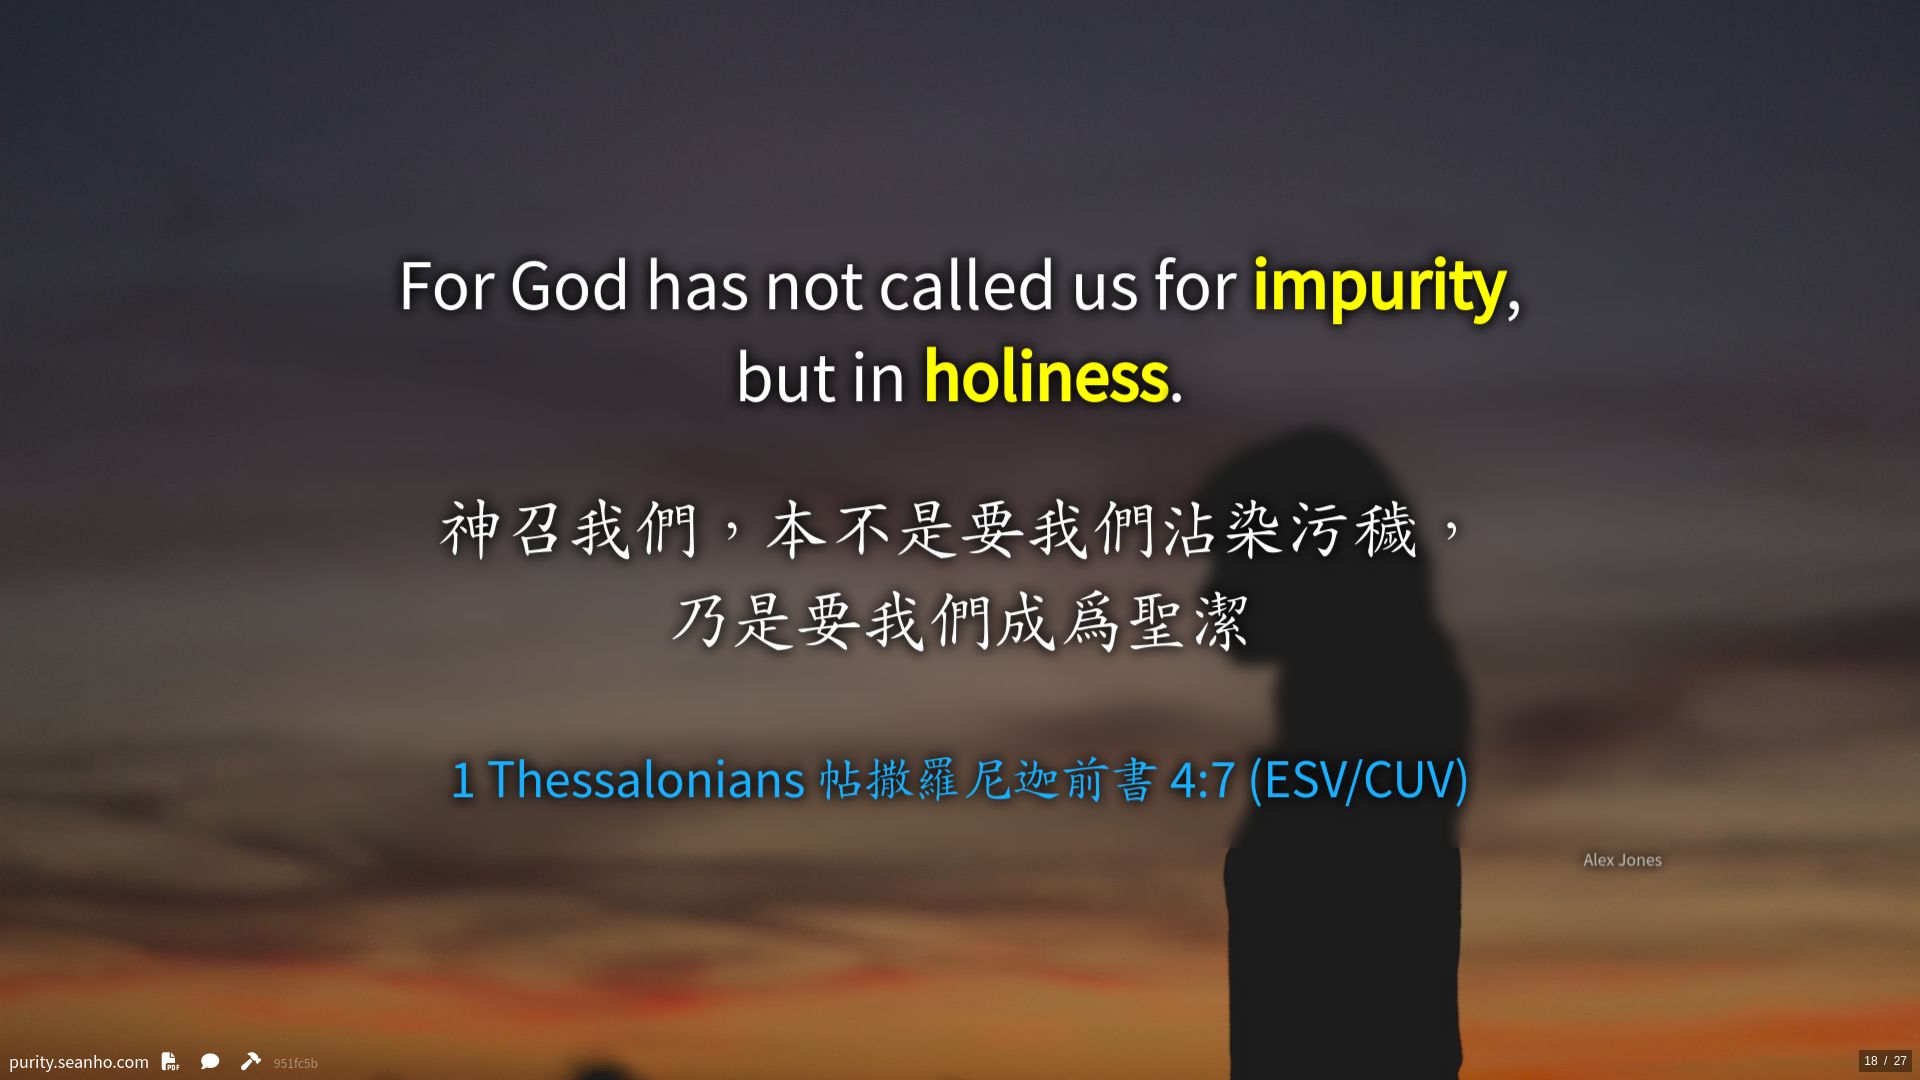 For God has not called us for impurity,
but in holiness.
神召我們，本不是要我們沾染污穢，
乃是要我們成爲聖潔
1 Thessalonians 帖撒羅尼迦前書 4:7 (ESV/CUV)
Alex Jones
purity.seanho.com PDF 951fc5b
18 / 27